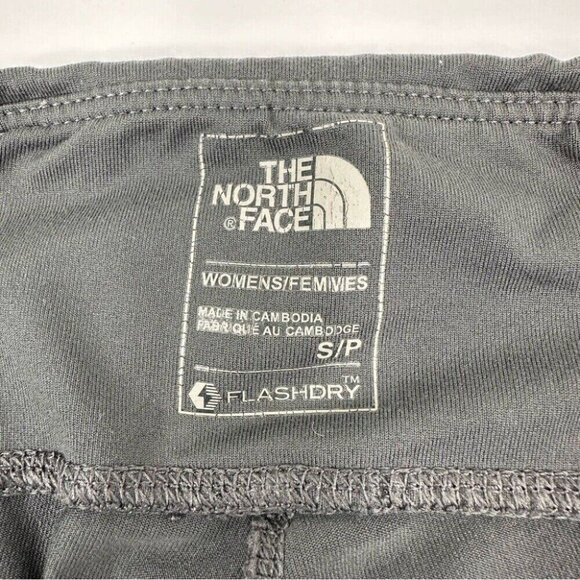 THE
NORTH
® FACE
WOMENS/FEMMES
MADE IN CAMBODIA
FABRIQUÉ AU CAMBODGE
S/P
FLASHDRY™